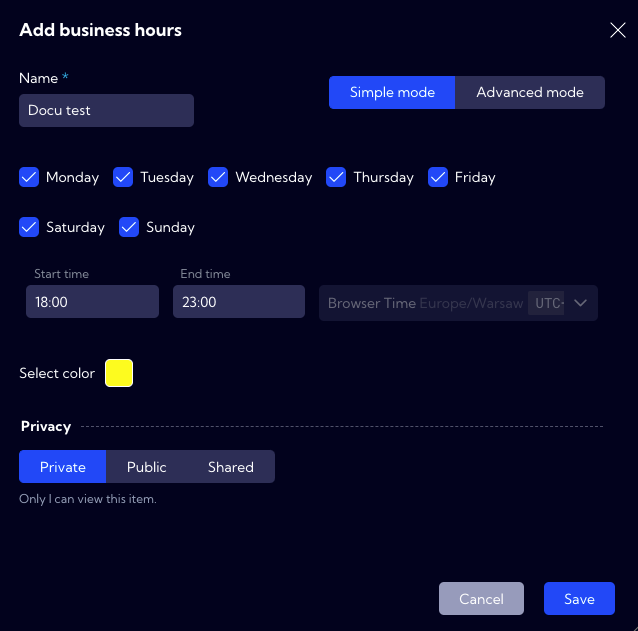 Add business hours
Name *
Docu test
Simple mode Advanced mode
Monday Tuesday Wednesday Thursday Friday
Saturday Sunday
Start time End time
18:00 23:00 Browser Time Europe/Warsaw UTC
Select color
Privacy
Private Public Shared
Only I can view this item.
Cancel Save